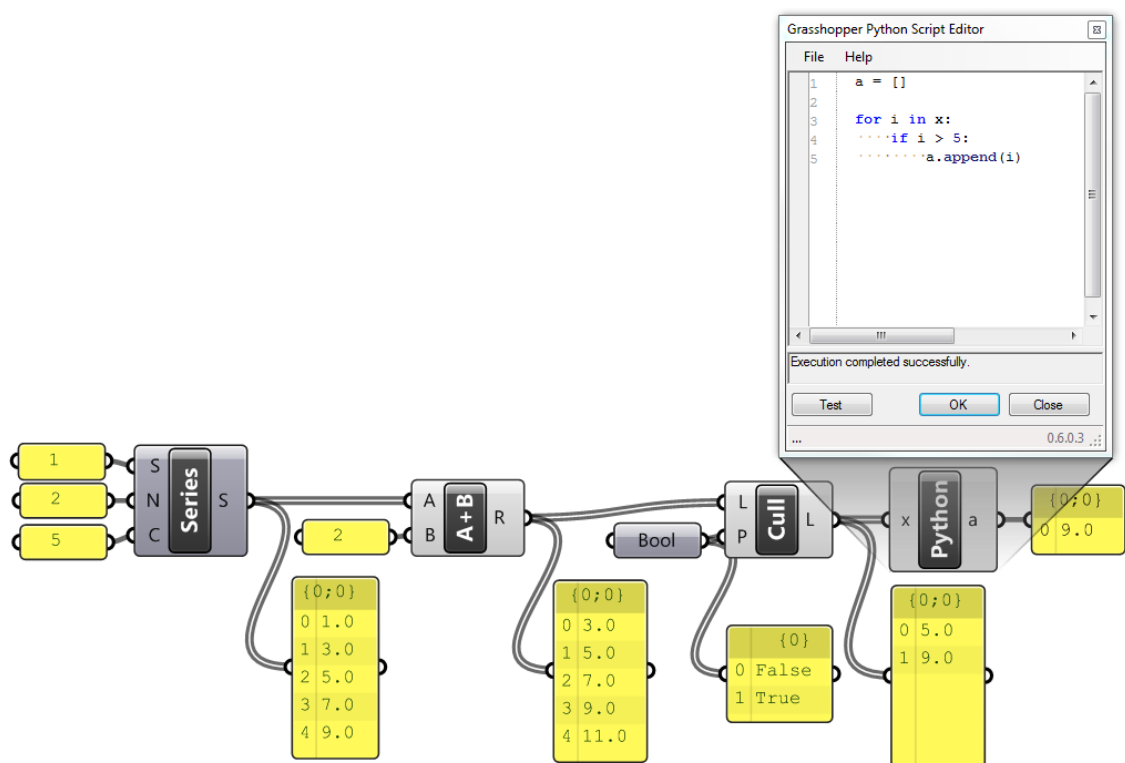 Grasshopper Python Script Editor
File Help
1 a = []
2
3 for i in x:
4 ····if i > 5:
5 ········a.append(i)
Execution completed successfully.
Test OK Close
... 0.6.0.3
1
2
5
S
N
C
Series
S
2
A
B
A+B
R
Bool
L
P
Cull
L
x
Python
a
{0;0}
0 9.0
{0;0}
0 1.0
1 3.0
2 5.0
3 7.0
4 9.0
{0;0}
0 3.0
1 5.0
2 7.0
3 9.0
4 11.0
{0}
0 False
1 True
{0;0}
0 5.0
1 9.0